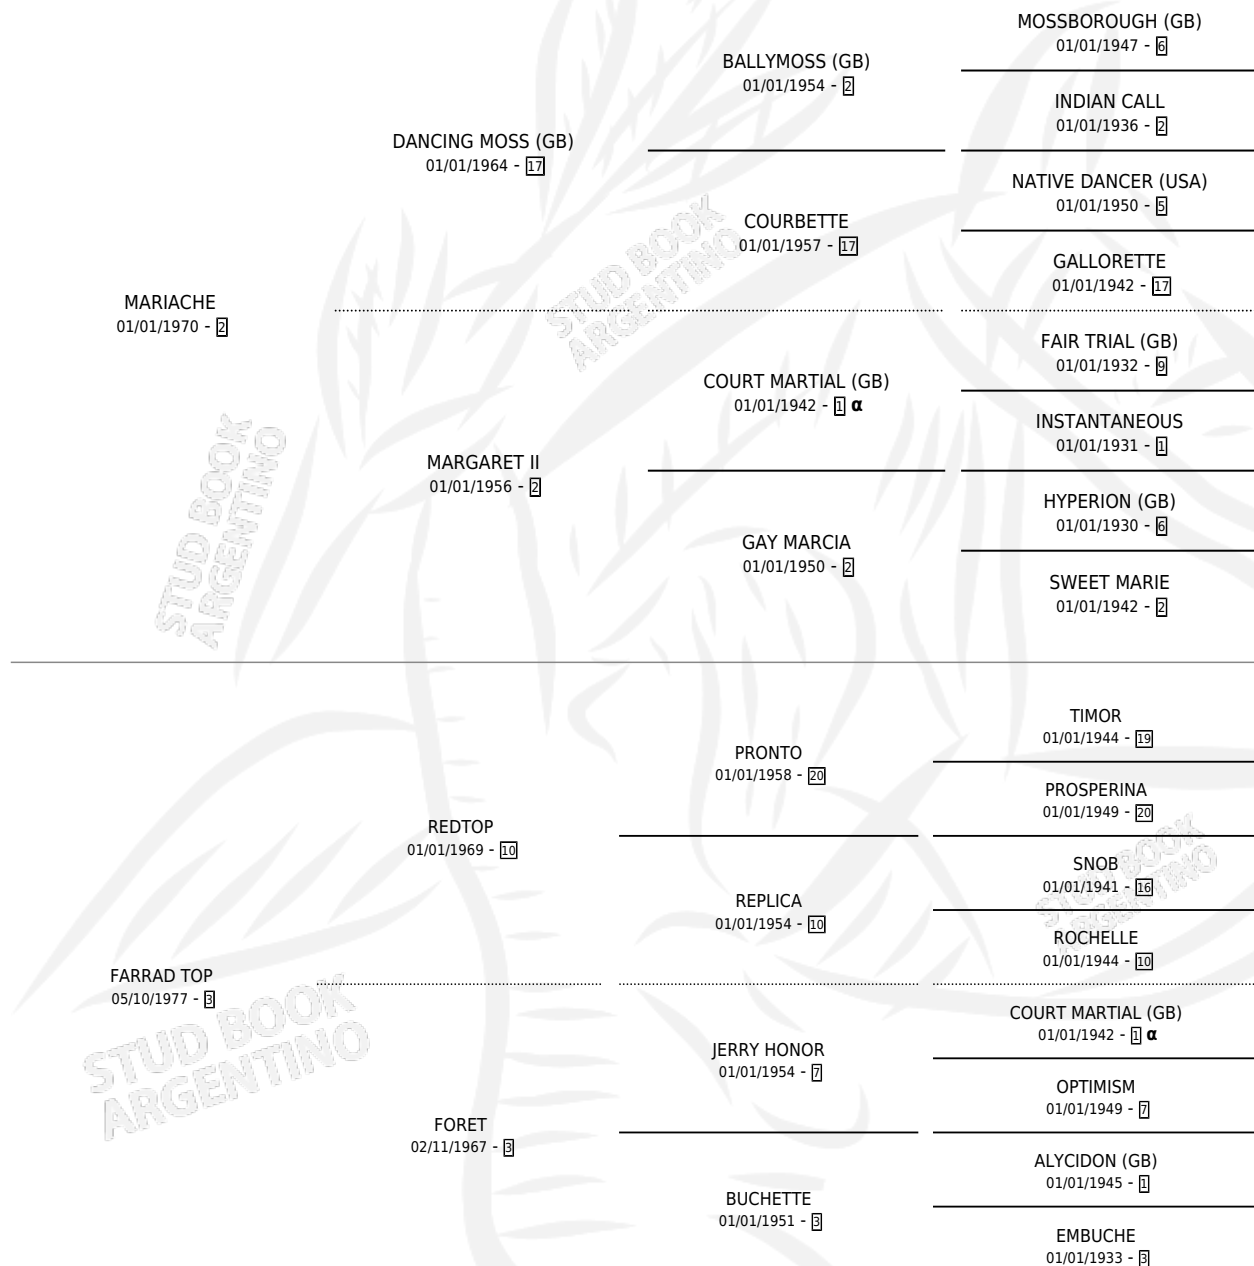 MOSSBOROUGH (GB)
01/01/1947 - 6
BALLYMOSS (GB)
01/01/1954 - 2
INDIAN CALL
01/01/1936 - 2
DANCING MOSS (GB)
01/01/1964 - 17
NATIVE DANCER (USA)
01/01/1950 - 5
COURBETTE
01/01/1957 - 17
GALLORETTE
01/01/1942 - 17
MARIACHE
01/01/1970 - 2
FAIR TRIAL (GB)
01/01/1932 - 9
COURT MARTIAL (GB)
01/01/1942 - 1 α
INSTANTANEOUS
01/01/1931 - 1
MARGARET II
01/01/1956 - 2
HYPERION (GB)
01/01/1930 - 6
GAY MARCIA
01/01/1950 - 2
SWEET MARIE
01/01/1942 - 2
TIMOR
01/01/1944 - 19
PRONTO
01/01/1958 - 20
PROSPERINA
01/01/1949 - 20
REDTOP
01/01/1969 - 10
SNOB
01/01/1941 - 16
REPLICA
01/01/1954 - 10
ROCHELLE
01/01/1944 - 10
FARRAD TOP
05/10/1977 - 3
COURT MARTIAL (GB)
01/01/1942 - 1 α
JERRY HONOR
01/01/1954 - 7
OPTIMISM
01/01/1949 - 7
FORET
02/11/1967 - 3
ALYCIDON (GB)
01/01/1945 - 1
BUCHETTE
01/01/1951 - 3
EMBUCHE
01/01/1933 - 3
STUD BOOK
ARGENTINO
STUD BOOK
ARGENTINO
STUD BOOK
ARGENTINO
STUD BOOK
ARGENTINO